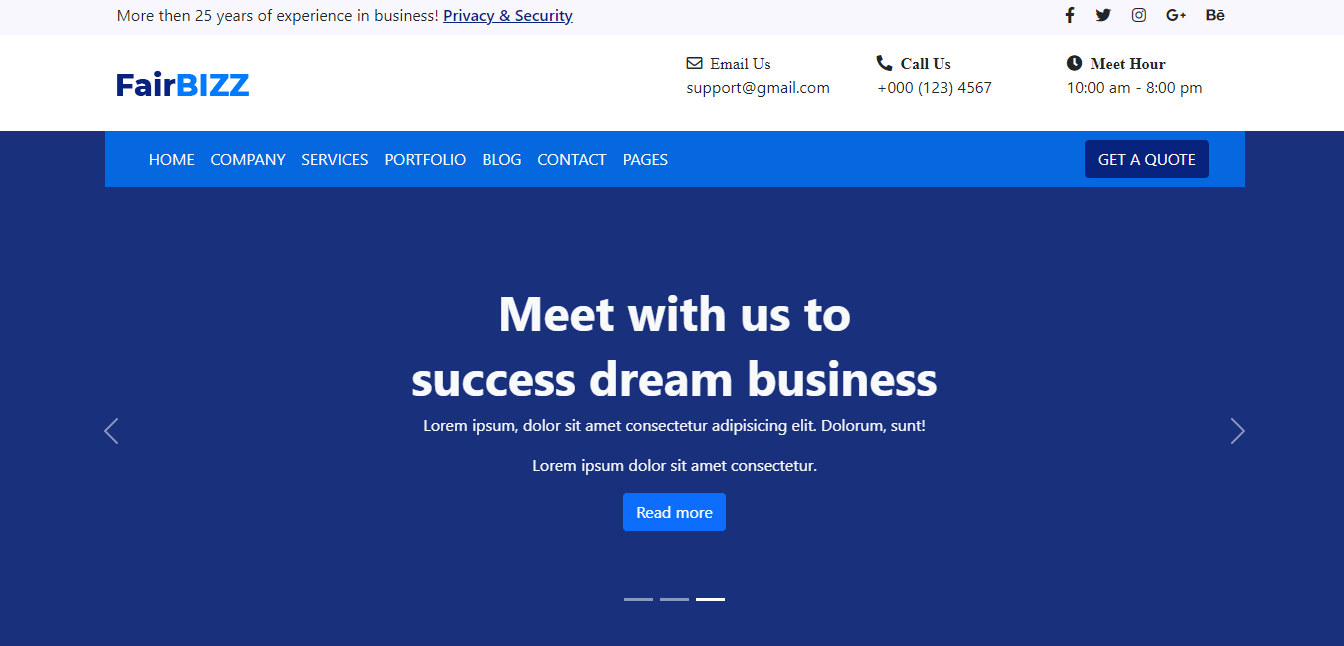 More then 25 years of experience in business! Privacy & Security
FairBIZZ
Email Us
support@gmail.com
Call Us
+000 (123) 4567
Meet Hour
10:00 am - 8:00 pm
HOME COMPANY SERVICES PORTFOLIO BLOG CONTACT PAGES
GET A QUOTE
Meet with us to
success dream business
Lorem ipsum, dolor sit amet consectetur adipisicing elit. Dolorum, sunt!
Lorem ipsum dolor sit amet consectetur.
Read more